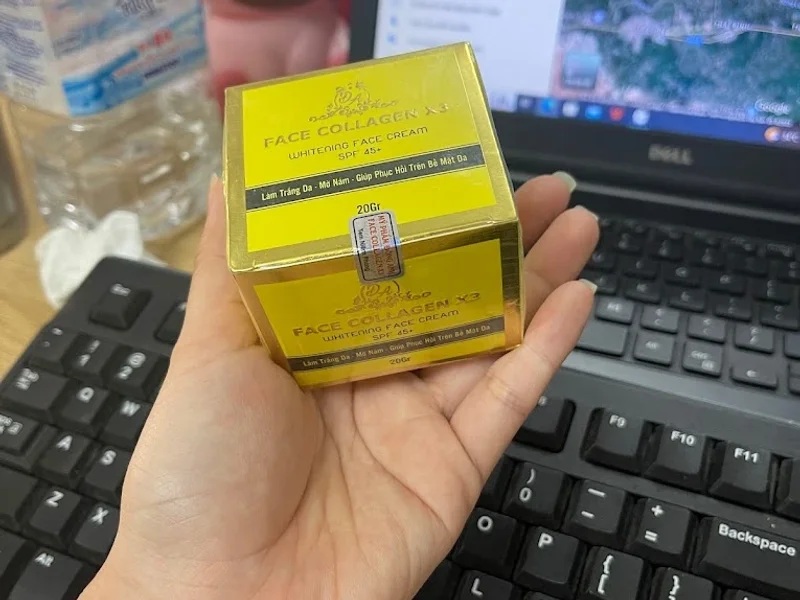 FACE COLLAGEN X3
WHITENING FACE CREAM
SPF 45+
Làm Trắng Da - Mờ Nám - Giúp Phục Hồi Trên Bề Mặt Da
20Gr
FACE COLLAGEN X3
WHITENING FACE CREAM
SPF 45+
Làm Trắng Da - Mờ Nám - Giúp Phục Hồi Trên Bề Mặt Da
20Gr
DELL
Google
Q
W
A
S
Z
X
Alt
F9
F10
F11
Backspace
O
P
L